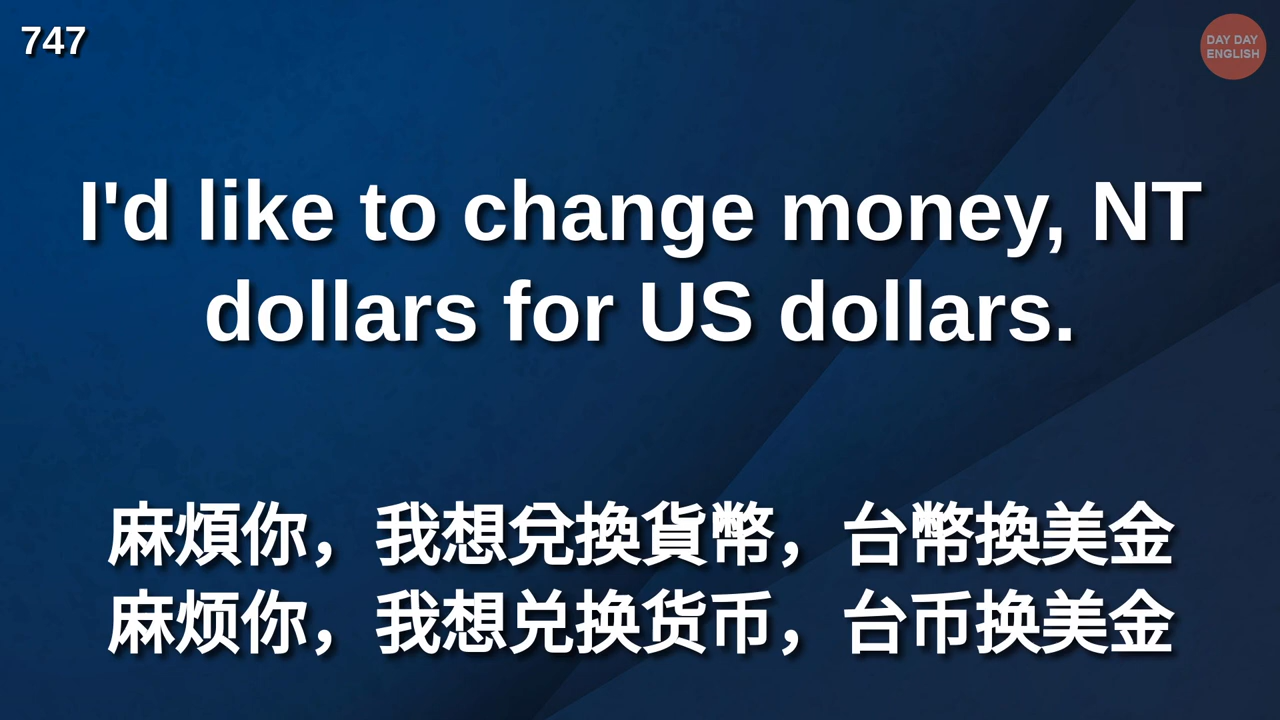 747
DAY DAY
ENGLISH
I'd like to change money, NT
dollars for US dollars.
麻煩你，我想兌換貨幣，台幣換美金
麻烦你，我想兑换货币，台币换美金